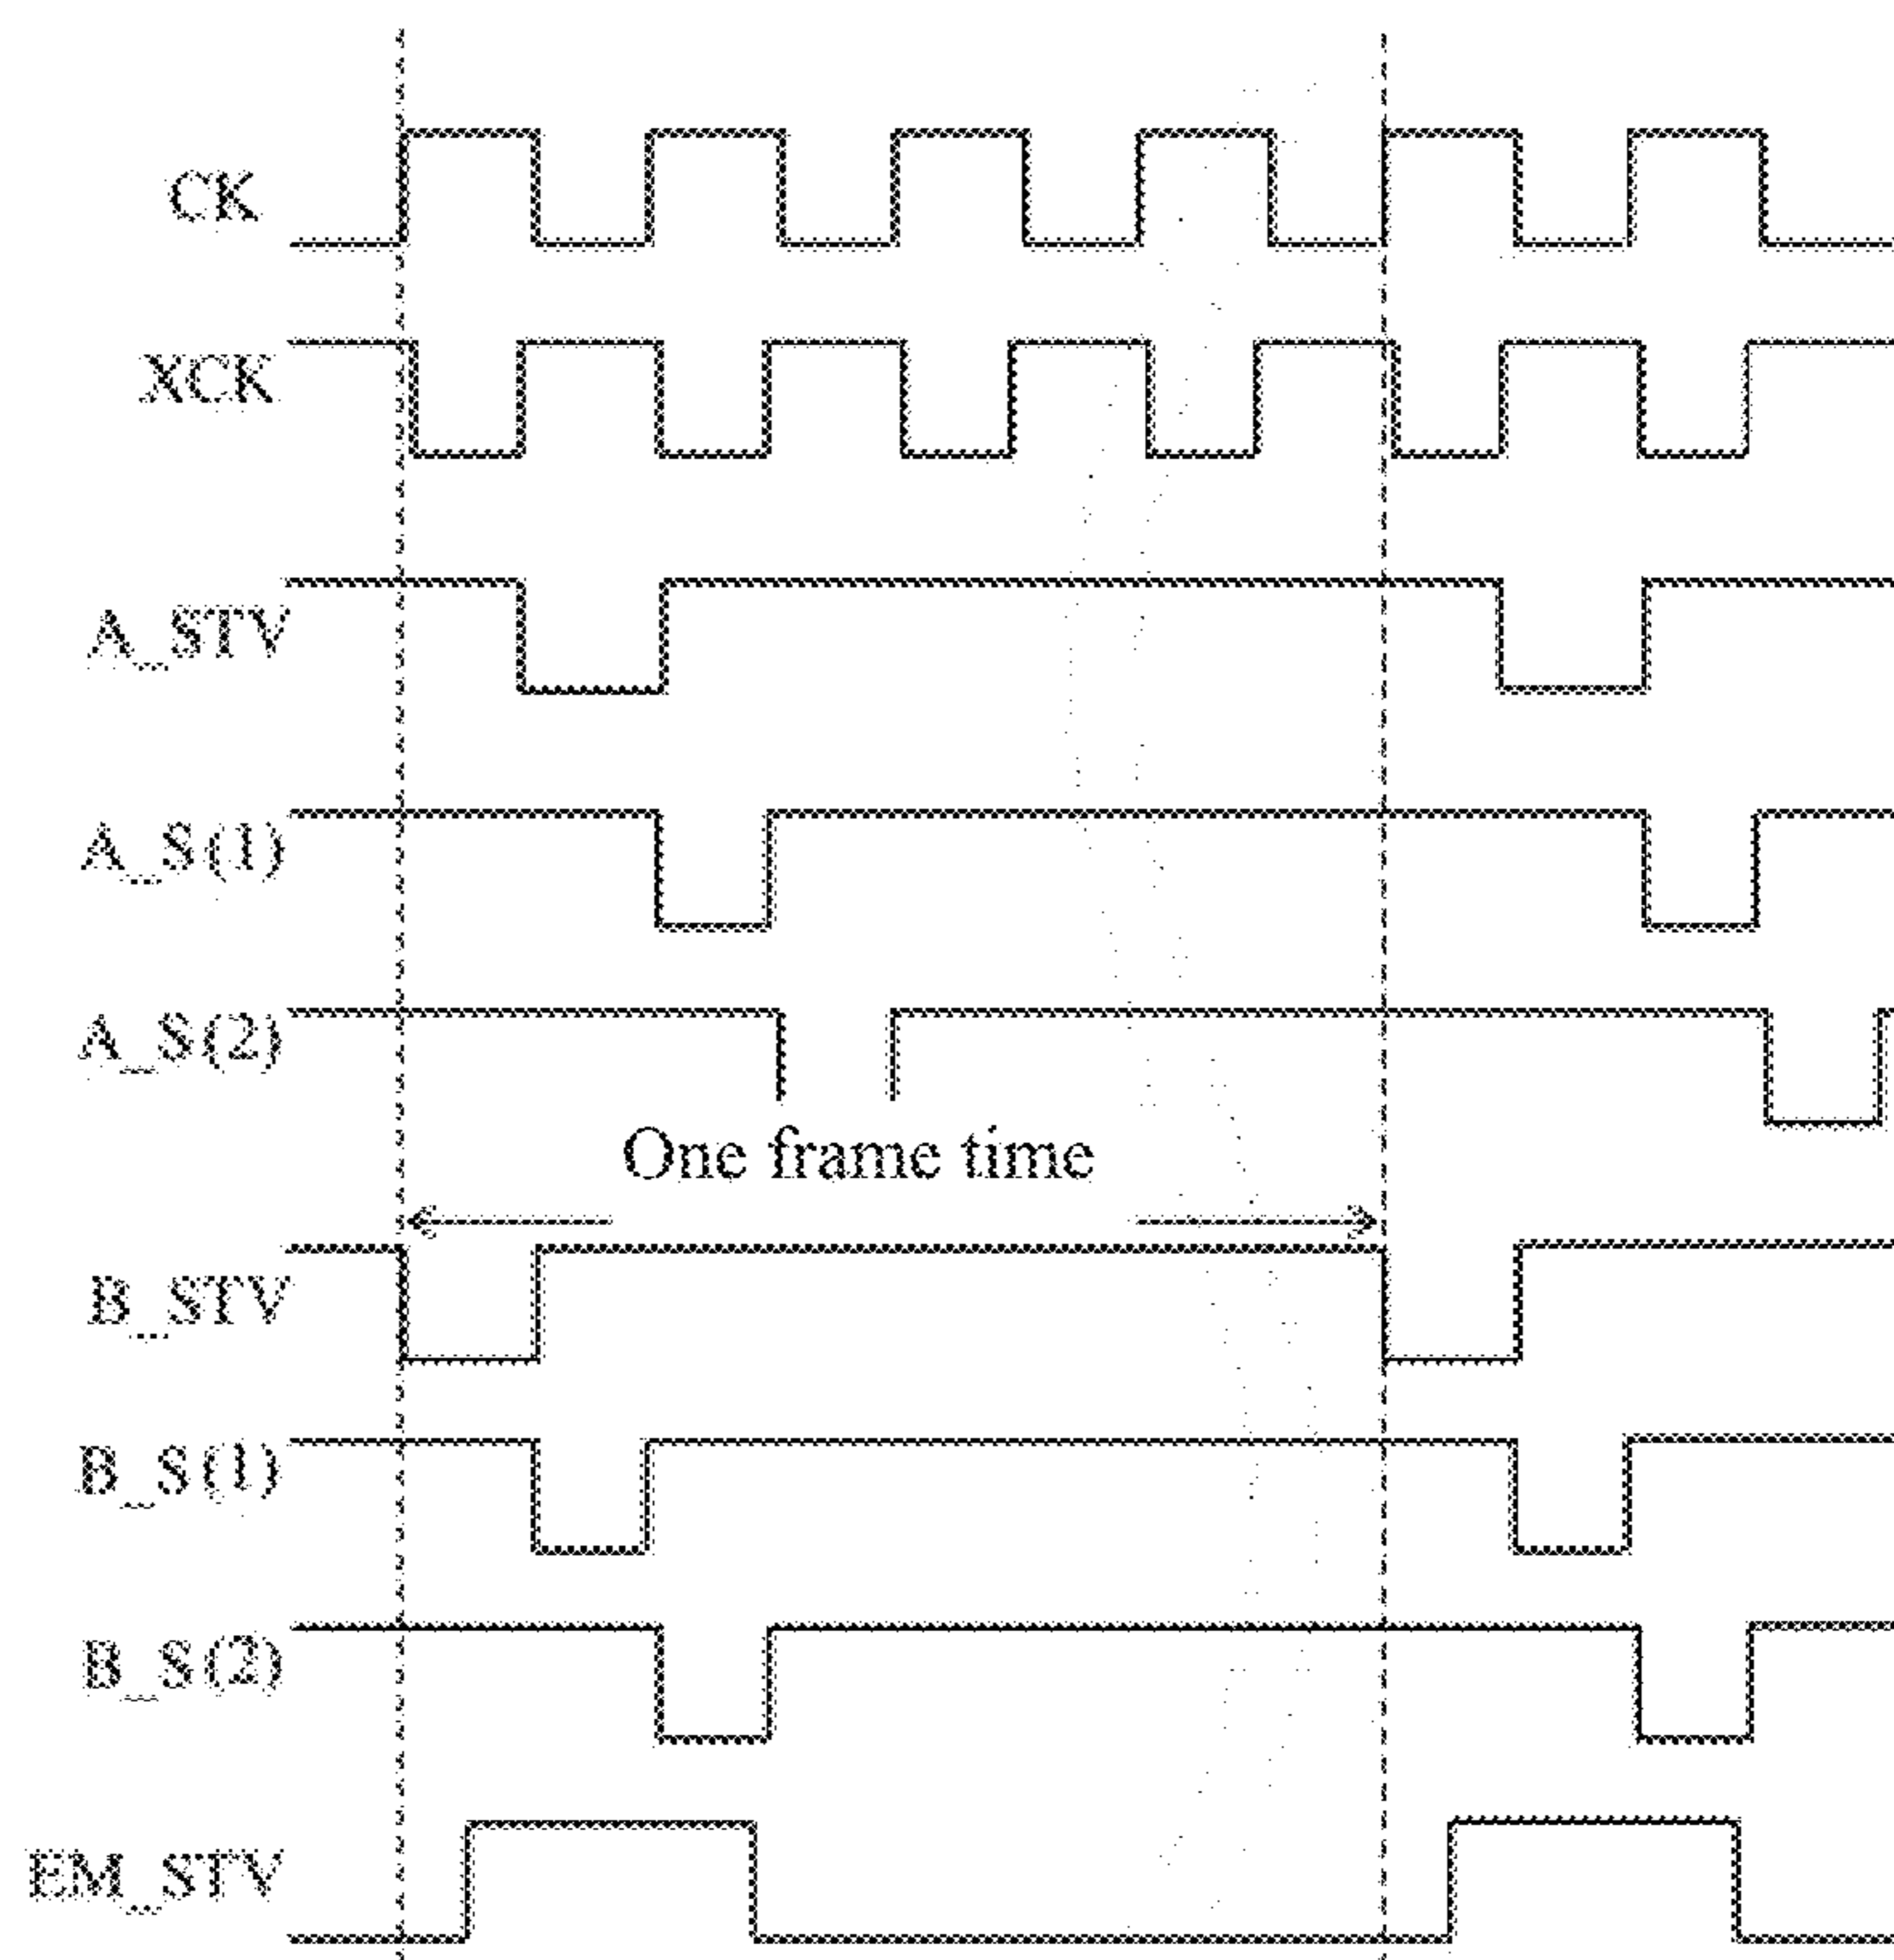 CK
XCK
A_STV
A_S(1)
A_S(2)
One frame time
B_STV
B_S(1)
B_S(2)
EM_STV